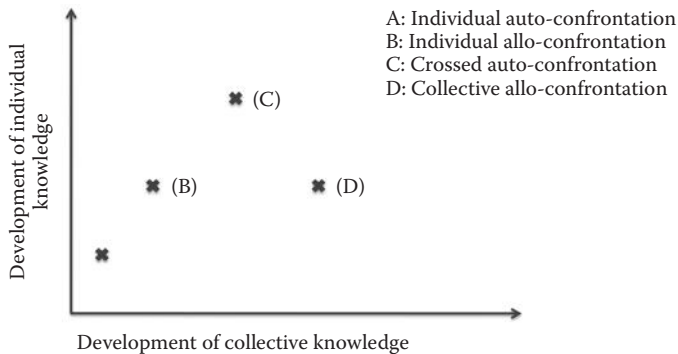 A: Individual auto-confrontation
B: Individual allo-confrontation
C: Crossed auto-confrontation
D: Collective allo-confrontation
Development of individual
knowledge
(C)
(B)
(D)
Development of collective knowledge